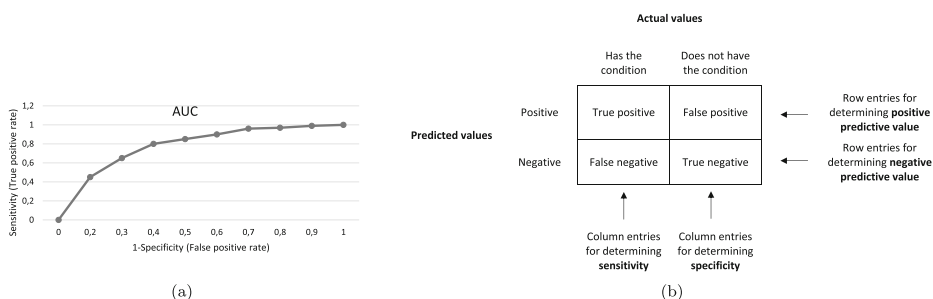 AUC
Sensitivity (True positive rate)
1,2
1
0,8
0,6
0,4
0,2
0
0 0,2 0,3 0,4 0,5 0,6 0,7 0,8 0,9 1
1-Specificity (False positive rate)
(a)
Actual values
Has the
condition
Does not have
the condition
Predicted values
Positive
True positive
False positive
Row entries for
determining positive
predictive value
Negative
False negative
True negative
Row entries for
determining negative
predictive value
Column entries
for determining
sensitivity
Column entries
for determining
specificity
(b)